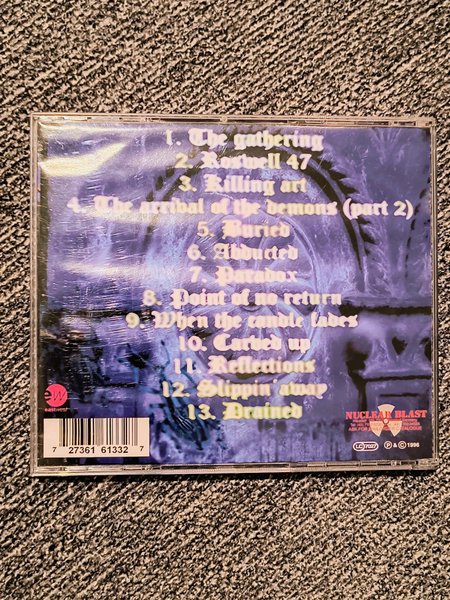 1. The gathering
2. Roswell 47
3. Killing art
4. The arrival of the demons (part 2)
5. Buried
6. Abducted
7. Paradox
8. Point of no return
9. When the candle fades
10. Carved up
11. Reflections
12. Slippin' away
13. Drained
NUCLEAR BLAST
7 27361 61332 7
LC 7027 P & C 1996